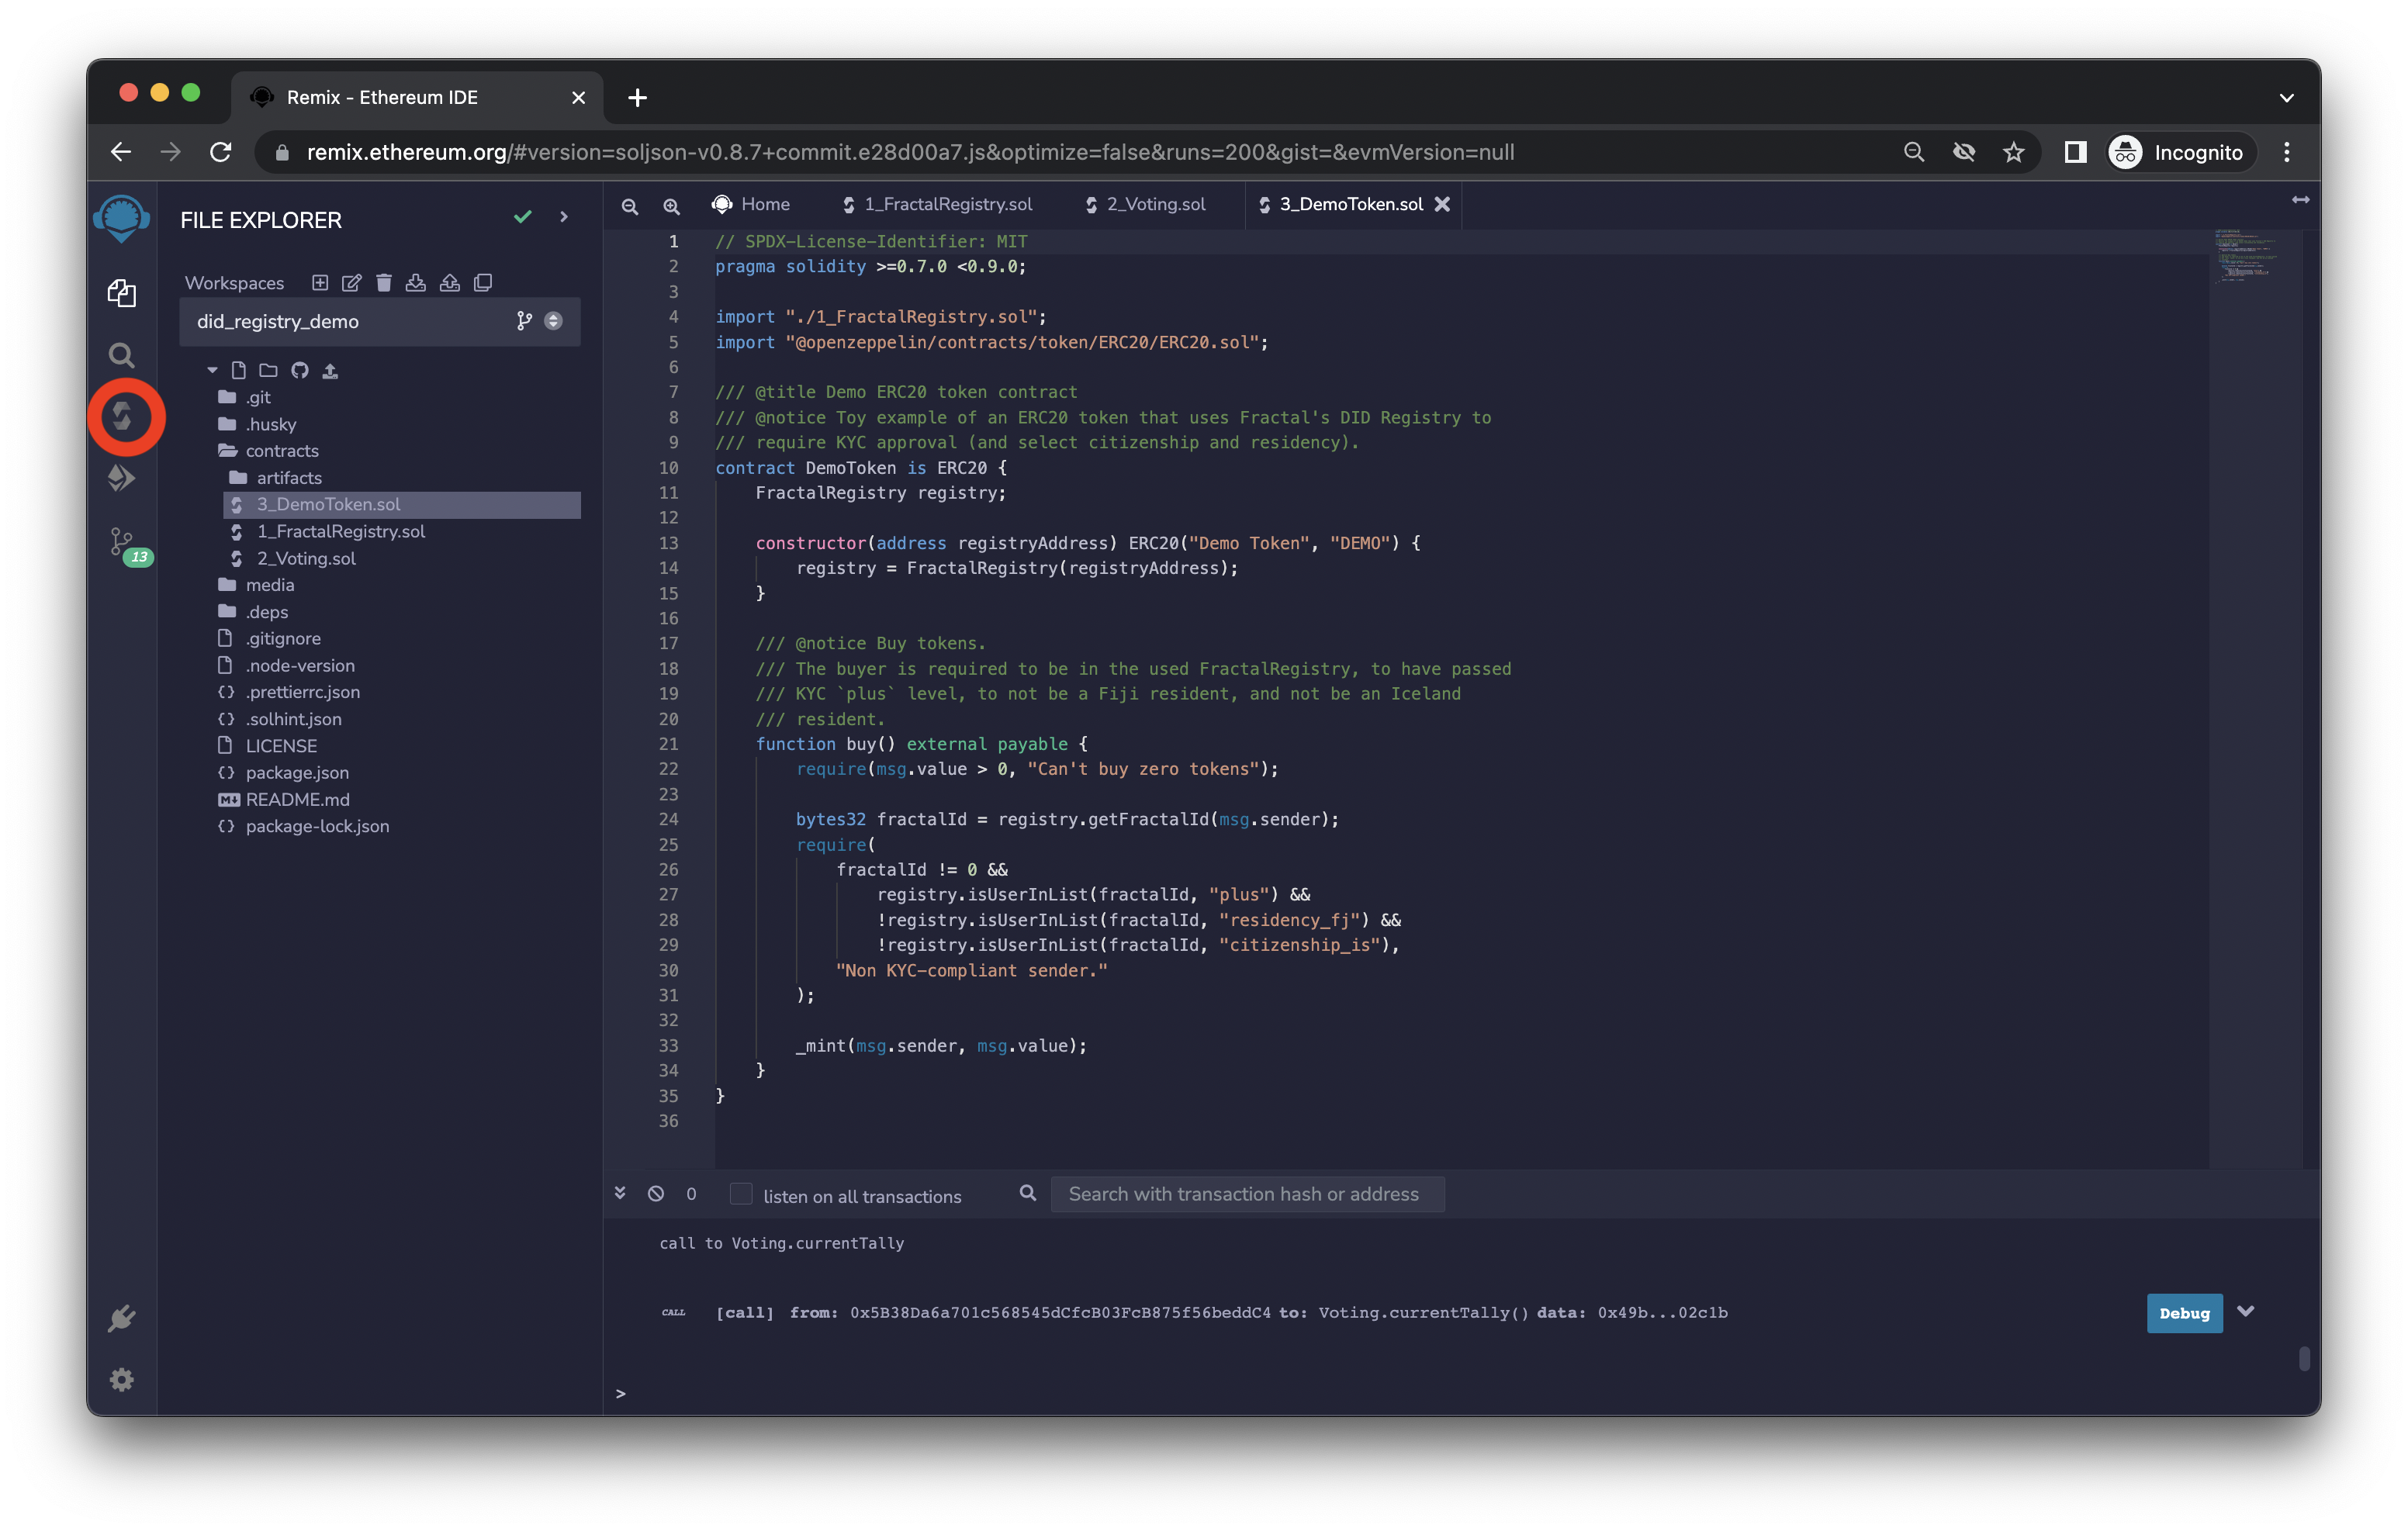 Remix - Ethereum IDE
remix.ethereum.org/#version=soljson-v0.8.7+commit.e28d00a7.js&optimize=false&runs=200&gist=&evmVersion=null
Incognito
FILE EXPLORER
Workspaces
did_registry_demo
.git
.husky
contracts
artifacts
3_DemoToken.sol
1_FractalRegistry.sol
2_Voting.sol
media
.deps
.gitignore
.node-version
.prettierrc.json
.solhint.json
LICENSE
package.json
README.md
package-lock.json
13
Home
1_FractalRegistry.sol
2_Voting.sol
3_DemoToken.sol
1 // SPDX-License-Identifier: MIT
2 pragma solidity >=0.7.0 <0.9.0;
3
4 import "./1_FractalRegistry.sol";
5 import "@openzeppelin/contracts/token/ERC20/ERC20.sol";
6
7 /// @title Demo ERC20 token contract
8 /// @notice Toy example of an ERC20 token that uses Fractal's DID Registry to
9 /// require KYC approval (and select citizenship and residency).
10 contract DemoToken is ERC20 {
11 FractalRegistry registry;
12
13 constructor(address registryAddress) ERC20("Demo Token", "DEMO") {
14 registry = FractalRegistry(registryAddress);
15 }
16
17 /// @notice Buy tokens.
18 /// The buyer is required to be in the used FractalRegistry, to have passed
19 /// KYC `plus` level, to not be a Fiji resident, and not be an Iceland
20 /// resident.
21 function buy() external payable {
22 require(msg.value > 0, "Can't buy zero tokens");
23
24 bytes32 fractalId = registry.getFractalId(msg.sender);
25 require(
26 fractalId != 0 &&
27 registry.isUserInList(fractalId, "plus") &&
28 !registry.isUserInList(fractalId, "residency_fj") &&
29 !registry.isUserInList(fractalId, "citizenship_is"),
30 "Non KYC-compliant sender."
31 );
32
33 _mint(msg.sender, msg.value);
34 }
35 }
36
0
listen on all transactions
Search with transaction hash or address
call to Voting.currentTally
CALL [call] from: 0x5B38Da6a701c568545dCfcB03FcB875f56beddC4 to: Voting.currentTally() data: 0x49b...02c1b
Debug
>